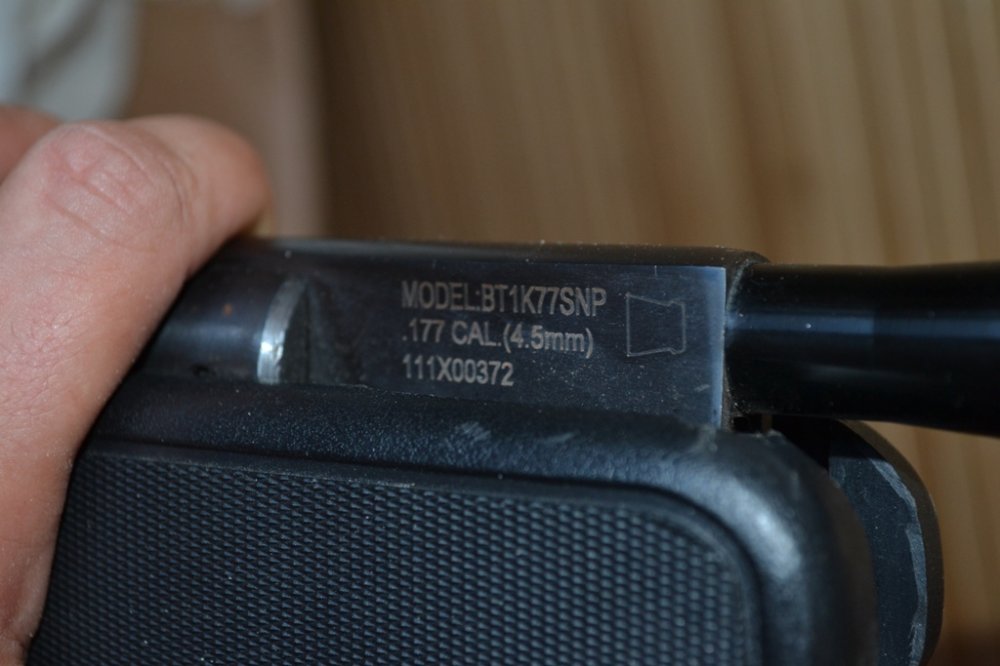 MODEL:BT1K77SNP
.177 CAL.(4.5mm)
111X00372